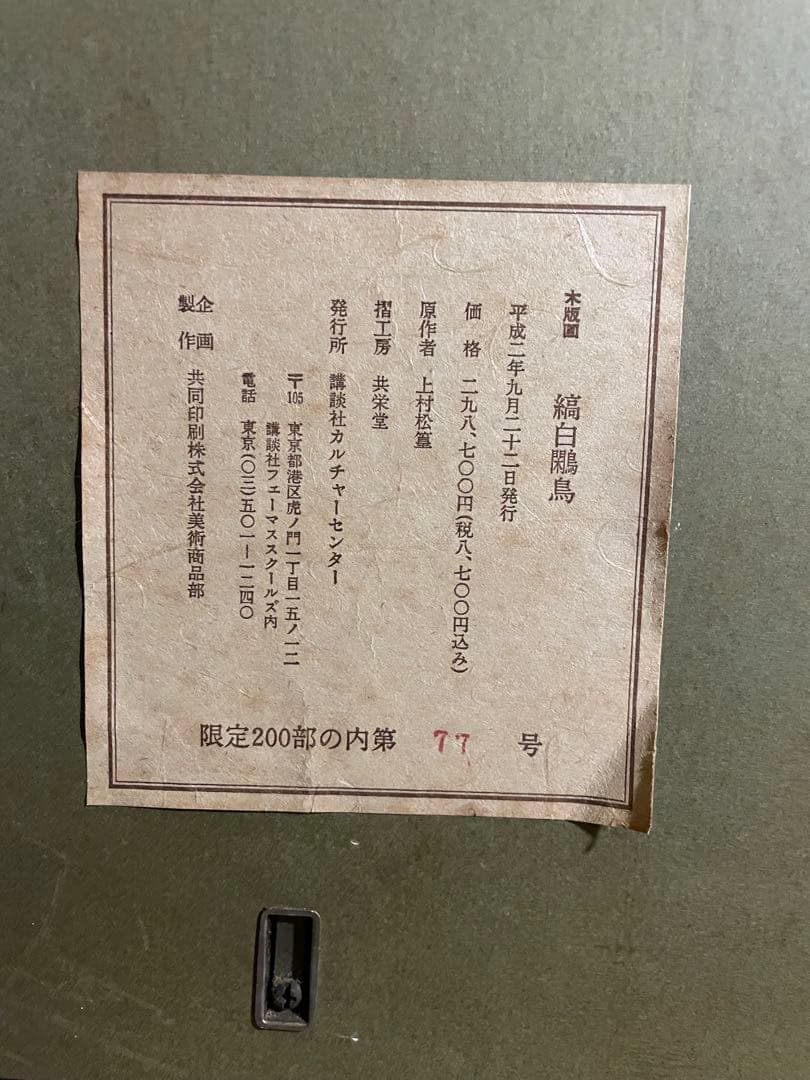 木版画　縞白鷴鳥
平成二年九月二十二日発行
価格　二九八、七〇〇円(税八、七〇〇円込み)
原作者　上村松篁
摺工房　共栄堂
発行所　講談社カルチャーセンター
〒105　東京都港区虎ノ門一丁目一五ノ一二
講談社フェーマススクールズ内
電話　東京(〇三)五〇一ー一二四〇
企画
製作　共同印刷株式会社美術商品部
限定200部の内第　77　号